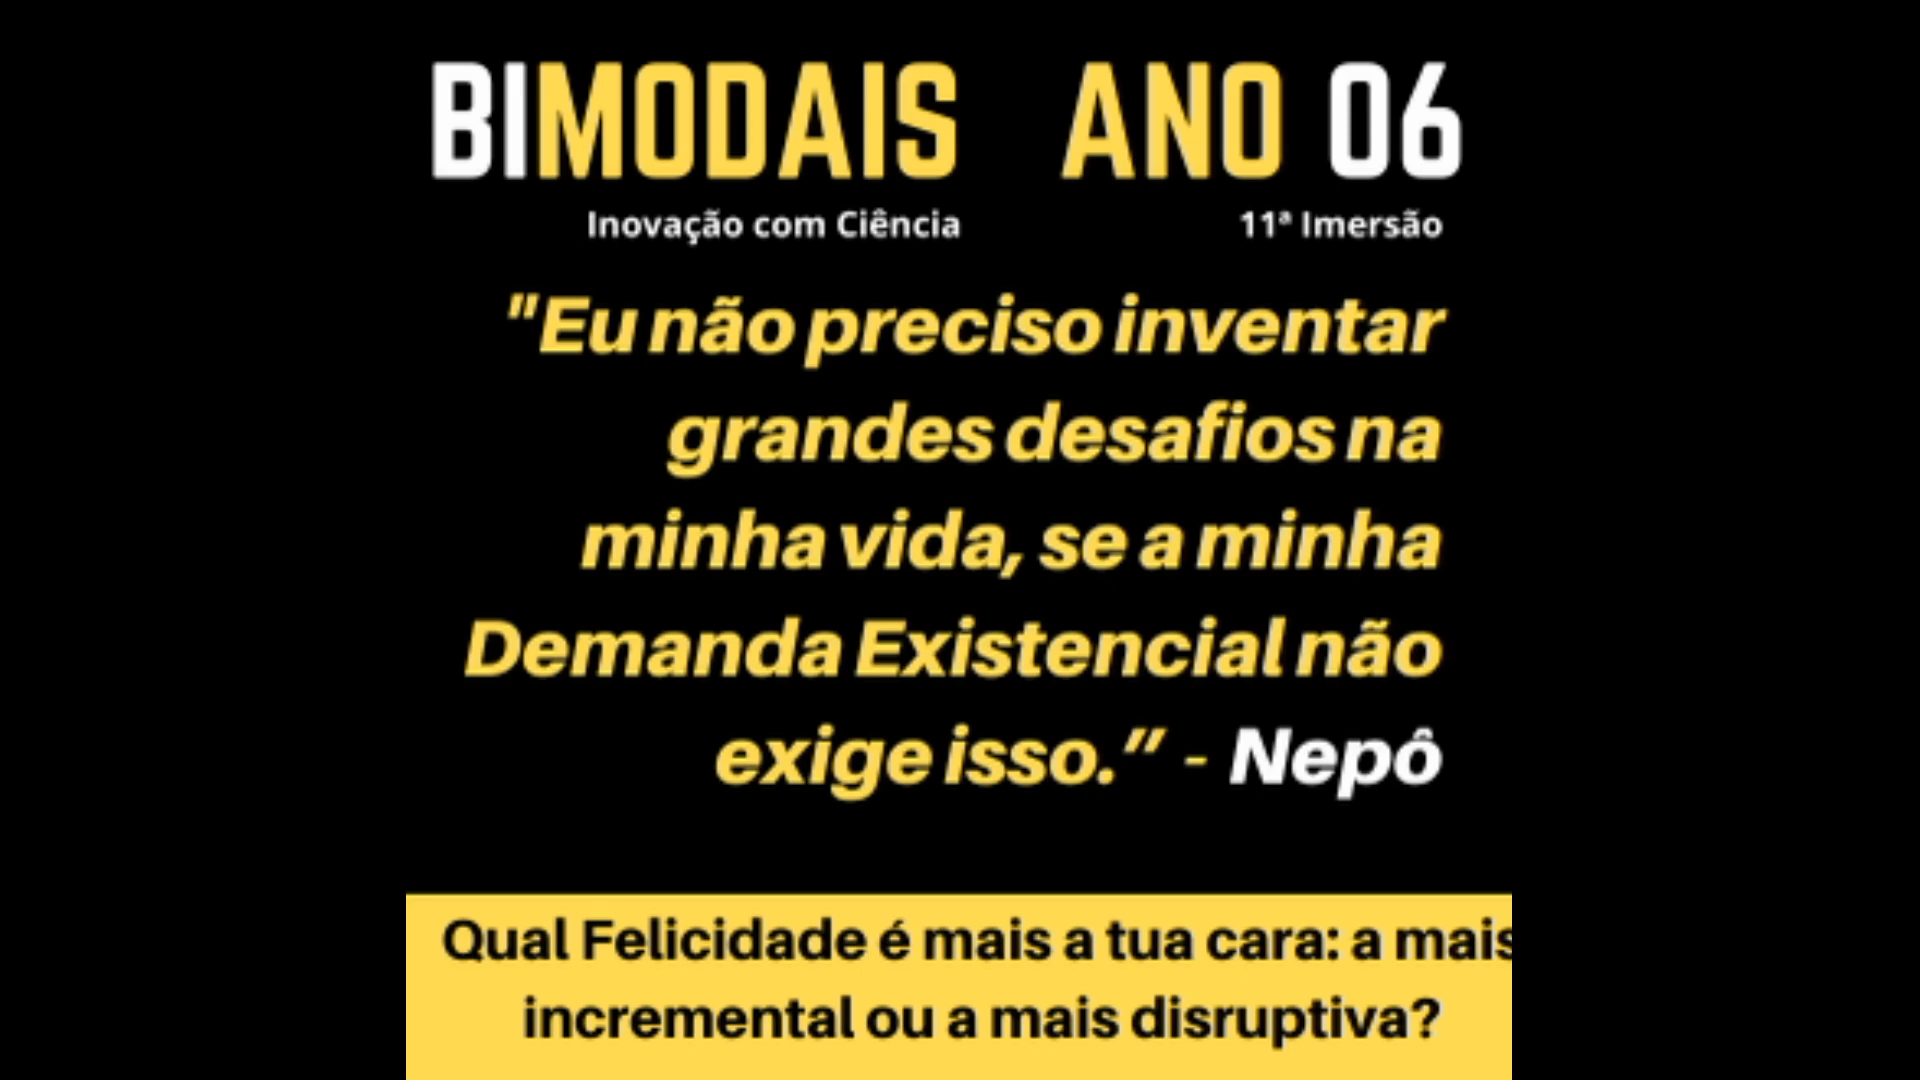 BIMODAIS ANO 06
Inovação com Ciência 11ª Imersão
"Eu não preciso inventar
grandes desafios na
minha vida, se a minha
Demanda Existencial não
exige isso.” - Nepô
Qual Felicidade é mais a tua cara: a mais
incremental ou a mais disruptiva?